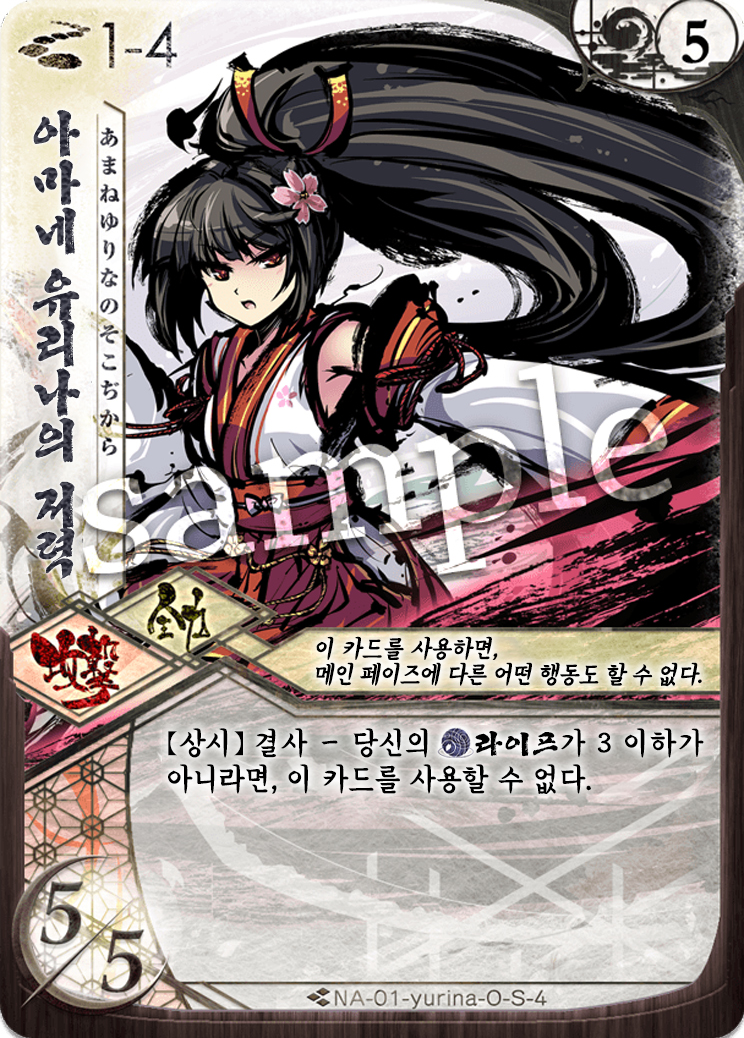 1-4
5
아마네 유리나의 저력
あまねゆりなのそこぢから
sample
攻撃
全力
이 카드를 사용하면,
메인 페이즈에 다른 어떤 행동도 할 수 없다.
【상시】 결사 – 당신의 라이프가 3 이하가
아니라면, 이 카드를 사용할 수 없다.
5/5
NA-01-yurina-O-S-4